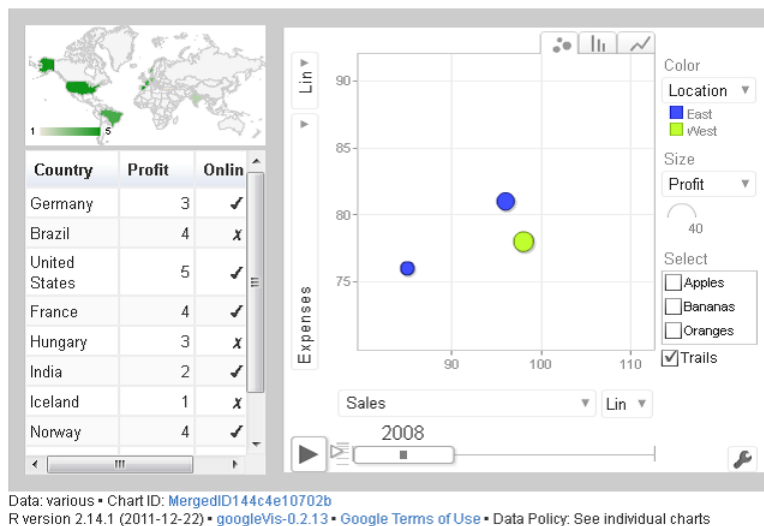 1 5
Country Profit Onlin
Germany 3 ✓
Brazil 4 x
United
States 5 ✓
France 4 ✓
Hungary 3 x
India 2 ✓
Iceland 1 x
Norway 4 ✓
Lin
Expenses
90
85
80
75
90 100 110
Sales
Lin
2008
Color
Location
East
West
Size
Profit
40
Select
Apples
Bananas
Oranges
Trails
Data: various • Chart ID: MergedID144c4e10702b
R version 2.14.1 (2011-12-22) • googleVis-0.2.13 • Google Terms of Use • Data Policy: See individual charts